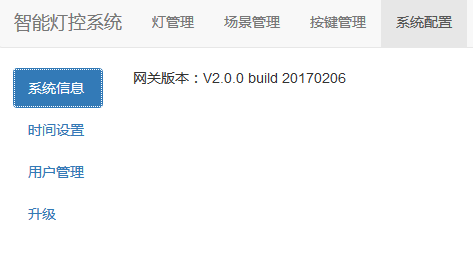 智能灯控系统 灯管理 场景管理 按键管理 系统配置
系统信息 网关版本：V2.0.0 build 20170206
时间设置
用户管理
升级